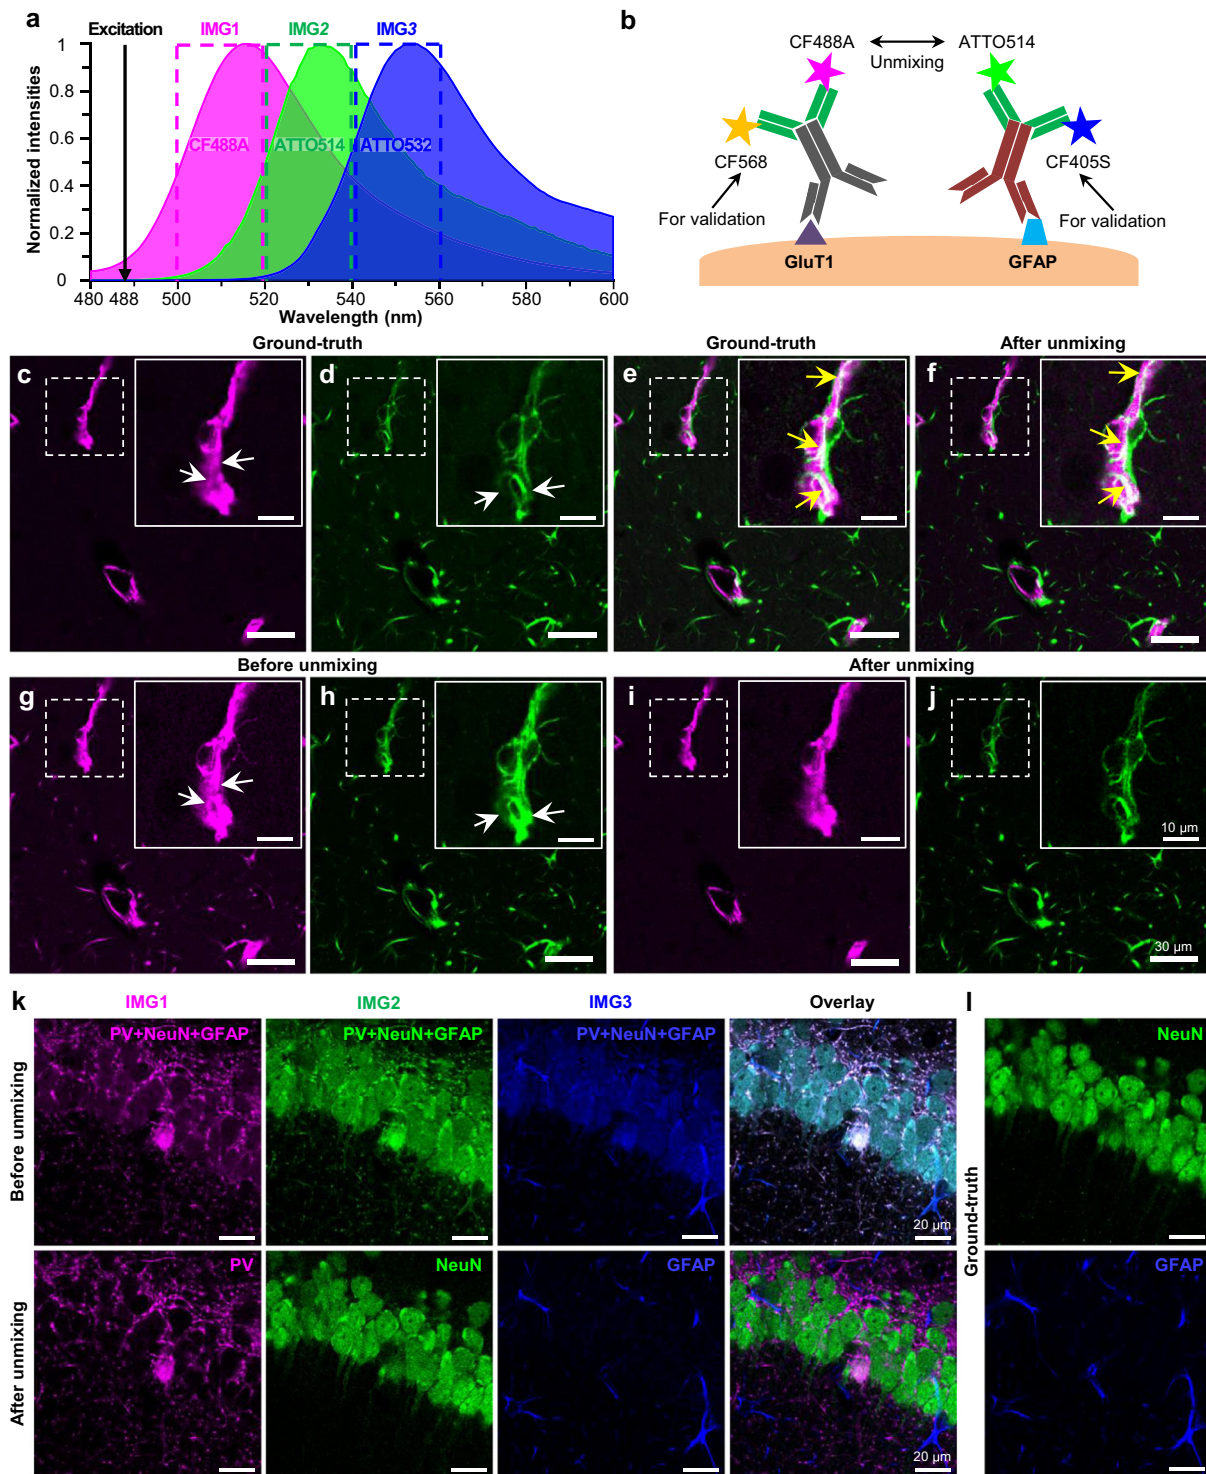 a
Excitation
IMG1
IMG2
IMG3
Normalized intensities
1
0.8
0.6
0.4
0.2
0
CF488A
ATTO514
ATTO532
480 488 500 520 540 560 580 600
Wavelength (nm)
b
CF488A
ATTO514
Unmixing
CF568
CF405S
For validation
For validation
GluT1
GFAP
Ground-truth
Ground-truth
After unmixing
c
d
e
f
Before unmixing
After unmixing
g
h
i
j
10 µm
30 µm
k
IMG1
IMG2
IMG3
Overlay
l
Before unmixing
PV+NeuN+GFAP
PV+NeuN+GFAP
PV+NeuN+GFAP
20 µm
NeuN
Ground-truth
After unmixing
PV
NeuN
GFAP
20 µm
GFAP